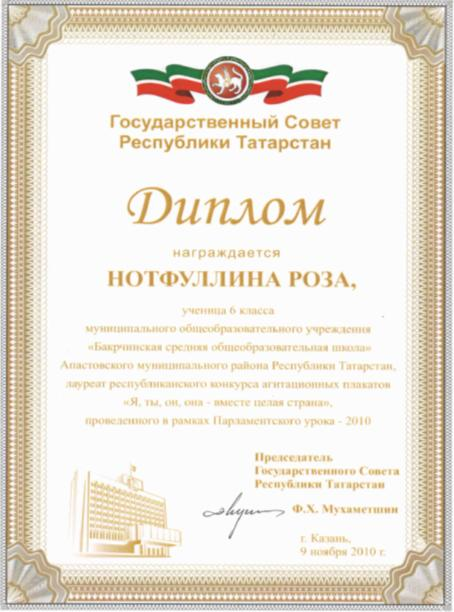 Государственный Совет
Республики Татарстан
Диплом
награждается
НОТФУЛЛИНА РОЗА,
ученица 6 класса
муниципального общеобразовательного учреждения
«Бакрчинская средняя общеобразовательная школа»
Апастовского муниципального района Республики Татарстан,
лауреат республиканского конкурса агитационных плакатов
«Я, ты, он, она - вместе целая страна»,
проведенного в рамках Парламентского урока - 2010
Председатель
Государственного Совета
Республики Татарстан
Ф.Х. Мухаметшин
г. Казань,
9 ноября 2010 г.